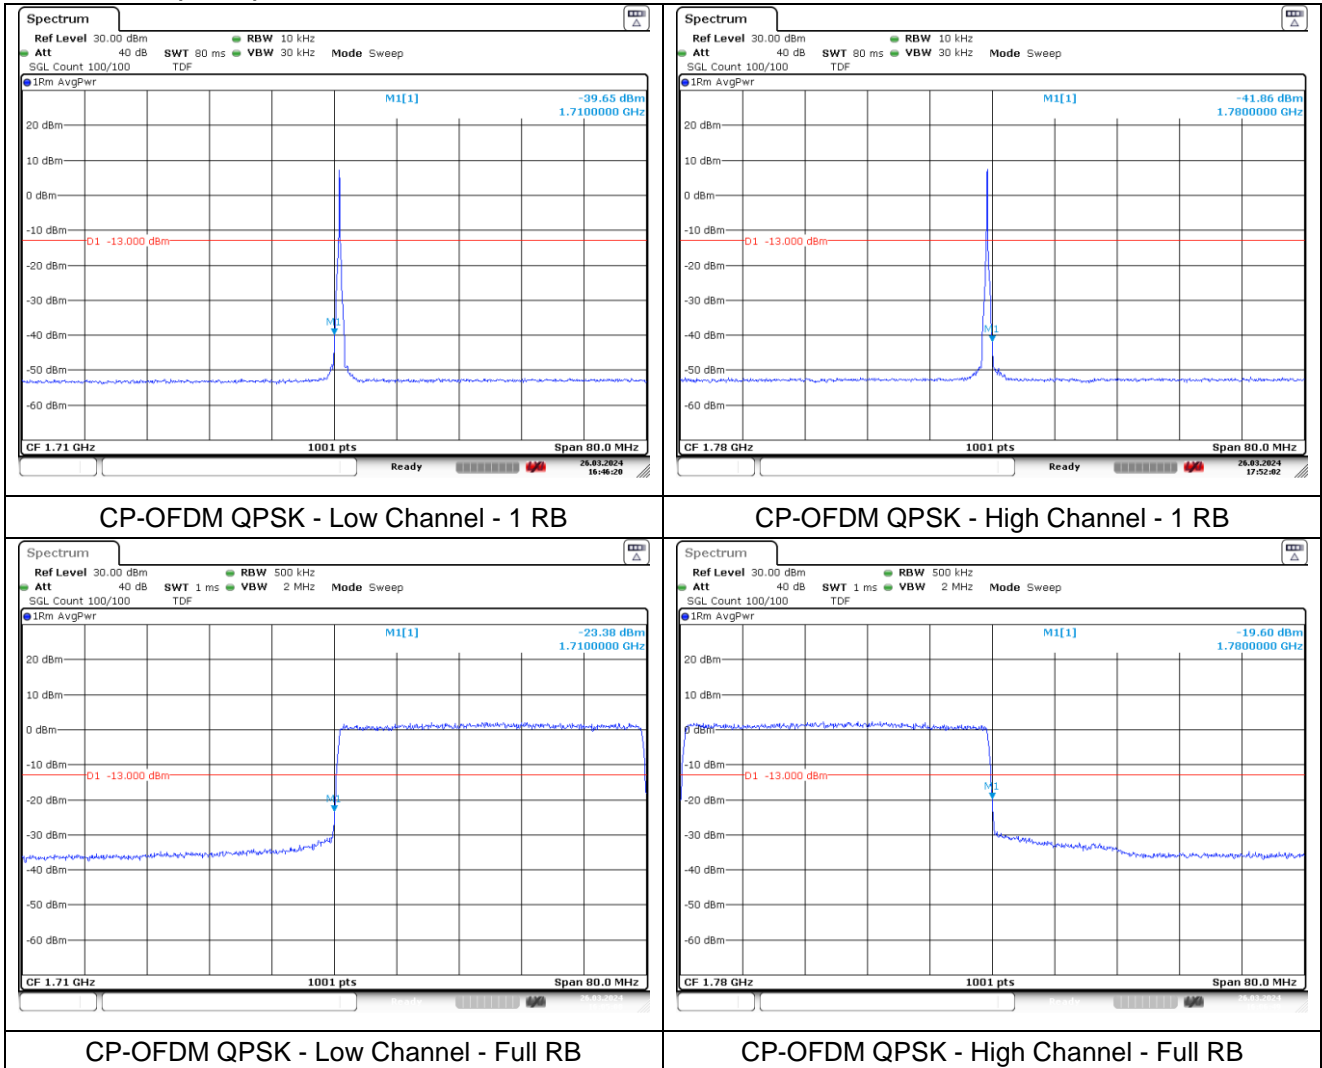 Spectrum
Ref Level 30.00 dBm RBW 10 kHz
Att 40 dB SWT 80 ms VBW 30 kHz Mode Sweep
SGL Count 100/100 TDF
1Rm AvgPwr
M1[1] -39.65 dBm
1.7100000 GHz
20 dBm
10 dBm
0 dBm
-10 dBm
D1 -13.000 dBm
-20 dBm
-30 dBm
M1
-40 dBm
-50 dBm
-60 dBm
CF 1.71 GHz 1001 pts Span 80.0 MHz
Ready 26.03.2024
16:46:20
CP-OFDM QPSK - Low Channel - 1 RB
Spectrum
Ref Level 30.00 dBm RBW 10 kHz
Att 40 dB SWT 80 ms VBW 30 kHz Mode Sweep
SGL Count 100/100 TDF
1Rm AvgPwr
M1[1] -41.86 dBm
1.7800000 GHz
20 dBm
10 dBm
0 dBm
-10 dBm
D1 -13.000 dBm
-20 dBm
-30 dBm
M1
-40 dBm
-50 dBm
-60 dBm
CF 1.78 GHz 1001 pts Span 80.0 MHz
Ready 26.03.2024
17:52:02
CP-OFDM QPSK - High Channel - 1 RB
Spectrum
Ref Level 30.00 dBm RBW 500 kHz
Att 40 dB SWT 1 ms VBW 2 MHz Mode Sweep
SGL Count 100/100 TDF
1Rm AvgPwr
M1[1] -23.38 dBm
1.7100000 GHz
20 dBm
10 dBm
0 dBm
-10 dBm
D1 -13.000 dBm
-20 dBm
M1
-30 dBm
-40 dBm
-50 dBm
-60 dBm
CF 1.71 GHz 1001 pts Span 80.0 MHz
Ready 26.03.2024
CP-OFDM QPSK - Low Channel - Full RB
Spectrum
Ref Level 30.00 dBm RBW 500 kHz
Att 40 dB SWT 1 ms VBW 2 MHz Mode Sweep
SGL Count 100/100 TDF
1Rm AvgPwr
M1[1] -19.60 dBm
1.7800000 GHz
20 dBm
10 dBm
0 dBm
-10 dBm
D1 -13.000 dBm
M1
-20 dBm
-30 dBm
-40 dBm
-50 dBm
-60 dBm
CF 1.78 GHz 1001 pts Span 80.0 MHz
Ready 26.03.2024
CP-OFDM QPSK - High Channel - Full RB